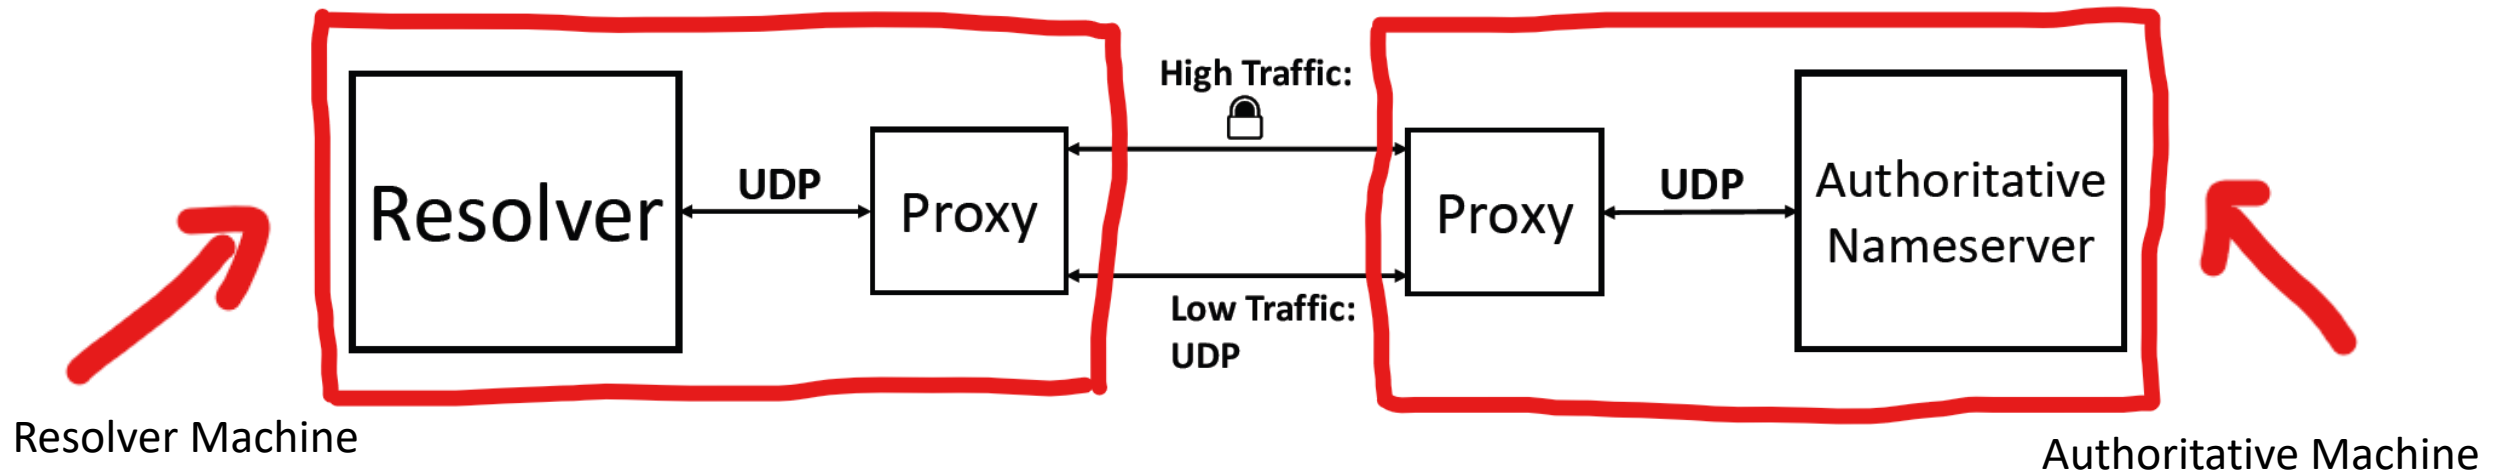 High Traffic:
Resolver
UDP
Proxy
Proxy
UDP
Authoritative
Nameserver
Low Traffic:
UDP
Resolver Machine
Authoritative Machine